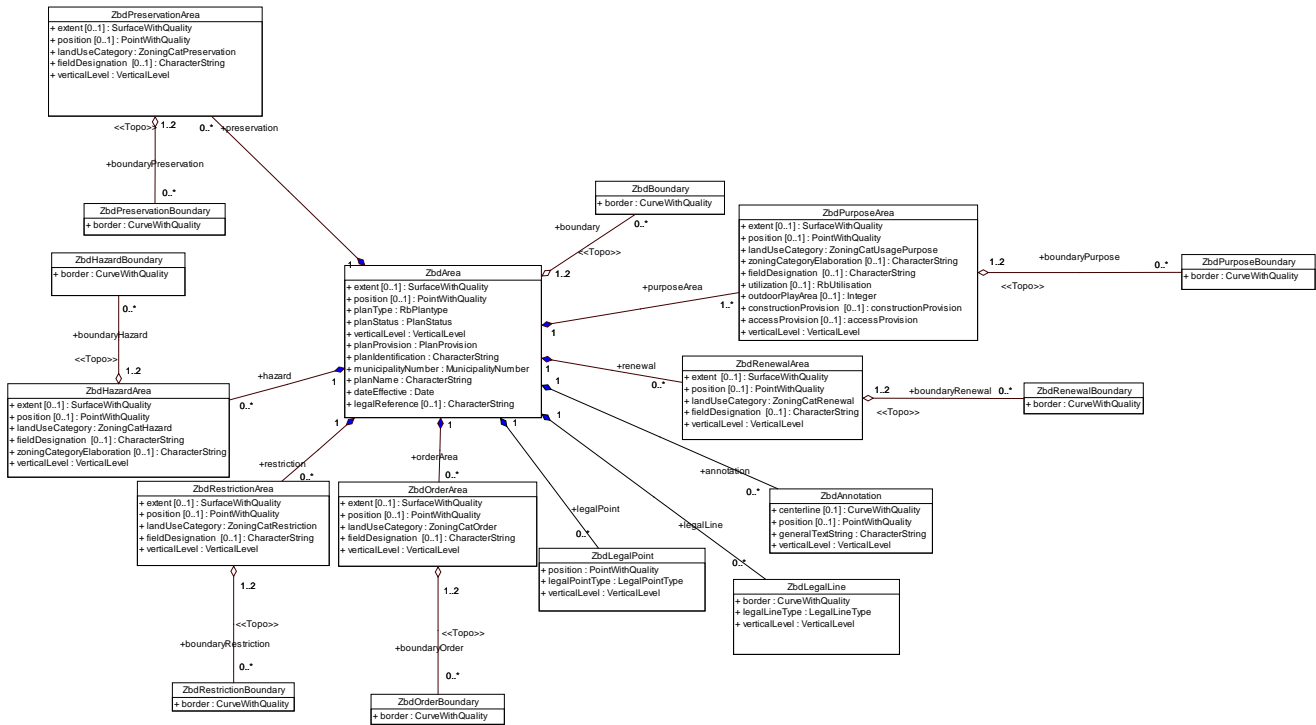 ZbdPreservationArea
+ extent [0..1] : SurfaceWithQuality
+ position [0..1] : PointWithQuality
+ landUseCategory : ZoningCatPreservation
+ fieldDesignation [0..1] : CharacterString
+ verticalLevel : VerticalLevel
<<Topo>>
1..2
0..*
+preservation
+boundaryPreservation
0..*
ZbdPreservationBoundary
+ border : CurveWithQuality
ZbdHazardBoundary
+ border : CurveWithQuality
0..*
+boundaryHazard
<<Topo>>
1..2
ZbdHazardArea
+ extent [0..1] : SurfaceWithQuality
+ position [0..1] : PointWithQuality
+ landUseCategory : ZoningCatHazard
+ fieldDesignation [0..1] : CharacterString
+ zoningCategoryElaboration [0..1] : CharacterString
+ verticalLevel : VerticalLevel
+hazard
1
0..*
1
ZbdArea
+ extent [0..1] : SurfaceWithQuality
+ position [0..1] : PointWithQuality
+ planType : RbPlantype
+ planStatus : PlanStatus
+ verticalLevel : VerticalLevel
+ planProvision : PlanProvision
+ planIdentification : CharacterString
+ municipalityNumber : MunicipalityNumber
+ planName : CharacterString
+ dateEffective : Date
+ legalReference [0..1] : CharacterString
ZbdBoundary
+ border : CurveWithQuality
+boundary
0..*
<<Topo>>
1..2
+purposeArea
1
1..*
ZbdPurposeArea
+ extent [0..1] : SurfaceWithQuality
+ position [0..1] : PointWithQuality
+ landUseCategory : ZoningCatUsagePurpose
+ zoningCategoryElaboration [0..1] : CharacterString
+ fieldDesignation [0..1] : CharacterString
+ utilization [0..1] : RbUtilisation
+ outdoorPlayArea [0..1] : Integer
+ constructionProvision [0..1] : constructionProvision
+ accessProvision [0..1] : accessProvision
+ verticalLevel : VerticalLevel
1..2
+boundaryPurpose
0..*
<<Topo>>
ZbdPurposeBoundary
+ border : CurveWithQuality
1
+renewal
0..*
ZbdRenewalArea
+ extent [0..1] : SurfaceWithQuality
+ position [0..1] : PointWithQuality
+ landUseCategory : ZoningCatRenewal
+ fieldDesignation [0..1] : CharacterString
+ verticalLevel : VerticalLevel
1..2
+boundaryRenewal
0..*
<<Topo>>
ZbdRenewalBoundary
+ border : CurveWithQuality
1
+annotation
0..*
ZbdAnnotation
+ centerline [0.1] : CurveWithQuality
+ position [0..1] : PointWithQuality
+ generalTextString : CharacterString
+ verticalLevel : VerticalLevel
1
+legalLine
0..*
ZbdLegalLine
+ border : CurveWithQuality
+ legalLineType : LegalLineType
+ verticalLevel : VerticalLevel
1
+legalPoint
0..*
ZbdLegalPoint
+ position : PointWithQuality
+ legalPointType : LegalPointType
+ verticalLevel : VerticalLevel
1
+orderArea
0..*
ZbdOrderArea
+ extent [0..1] : SurfaceWithQuality
+ position [0..1] : PointWithQuality
+ landUseCategory : ZoningCatOrder
+ fieldDesignation [0..1] : CharacterString
+ verticalLevel : VerticalLevel
1..2
<<Topo>>
+boundaryOrder
0..*
ZbdOrderBoundary
+ border : CurveWithQuality
1
+restriction
0..*
ZbdRestrictionArea
+ extent [0..1] : SurfaceWithQuality
+ position [0..1] : PointWithQuality
+ landUseCategory : ZoningCatRestriction
+ fieldDesignation [0..1] : CharacterString
+ verticalLevel : VerticalLevel
1..2
<<Topo>>
+boundaryRestriction
0..*
ZbdRestrictionBoundary
+ border : CurveWithQuality